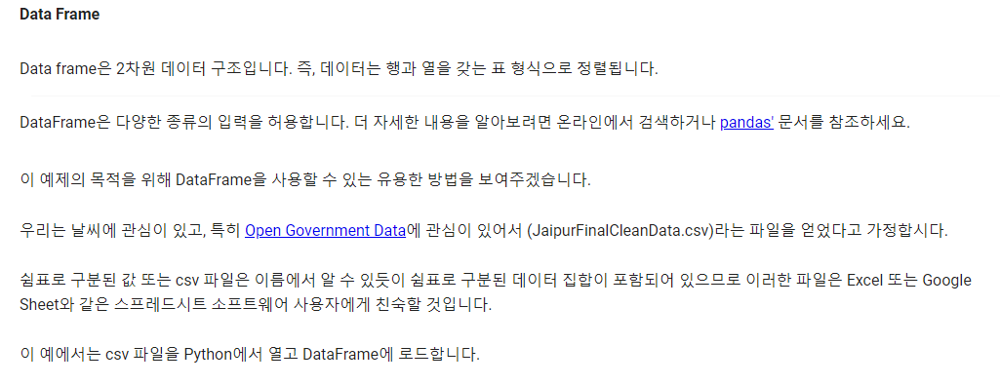 Data Frame
Data frame은 2차원 데이터 구조입니다. 즉, 데이터는 행과 열을 갖는 표 형식으로 정렬됩니다.
DataFrame은 다양한 종류의 입력을 허용합니다. 더 자세한 내용을 알아보려면 온라인에서 검색하거나 pandas' 문서를 참조하세요.
이 예제의 목적을 위해 DataFrame을 사용할 수 있는 유용한 방법을 보여주겠습니다.
우리는 날씨에 관심이 있고, 특히 Open Government Data에 관심이 있어서 (JaipurFinalCleanData.csv)라는 파일을 얻었다고 가정합시다.
쉼표로 구분된 값 또는 csv 파일은 이름에서 알 수 있듯이 쉼표로 구분된 데이터 집합이 포함되어 있으므로 이러한 파일은 Excel 또는 Google
Sheet와 같은 스프레드시트 소프트웨어 사용자에게 친숙할 것입니다.
이 예에서는 csv 파일을 Python에서 열고 DataFrame에 로드합니다.